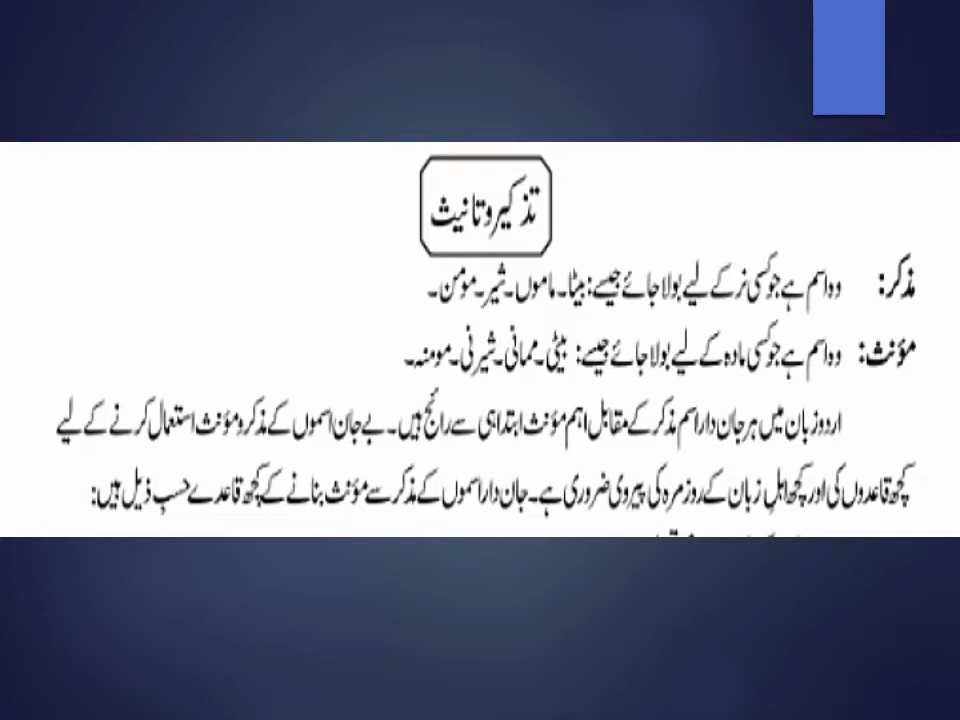 تذکیر و تانیث
مذکر: وہ اسم ہے جو کسی نر کے لیے بولا جائے جیسے: بیٹا۔ ماموں۔ شیر۔ مومن۔
مؤنث: وہ اسم ہے جو کسی مادہ کے لیے بولا جائے جیسے: بیٹی۔ ممانی۔ شیرنی۔ مومنہ۔
اردو زبان میں ہر جان دار اسم مذکر کے مقابل اہم مؤنث ابتدا ہی سے رائج ہیں۔ بے جان اسموں کے مذکر و مؤنث استعمال کرنے کے لیے
کچھ قاعدوں کی اور کچھ اہلِ زبان کے روزمرہ کی پیروی ضروری ہے۔ جان دار اسموں کے مذکر سے مؤنث بنانے کے کچھ قاعدے حسبِ ذیل ہیں: